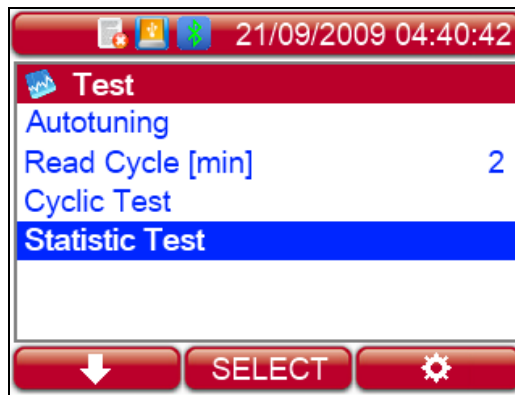 21/09/2009 04:40:42
Test
Autotuning
Read Cycle [min] 2
Cyclic Test
Statistic Test
SELECT